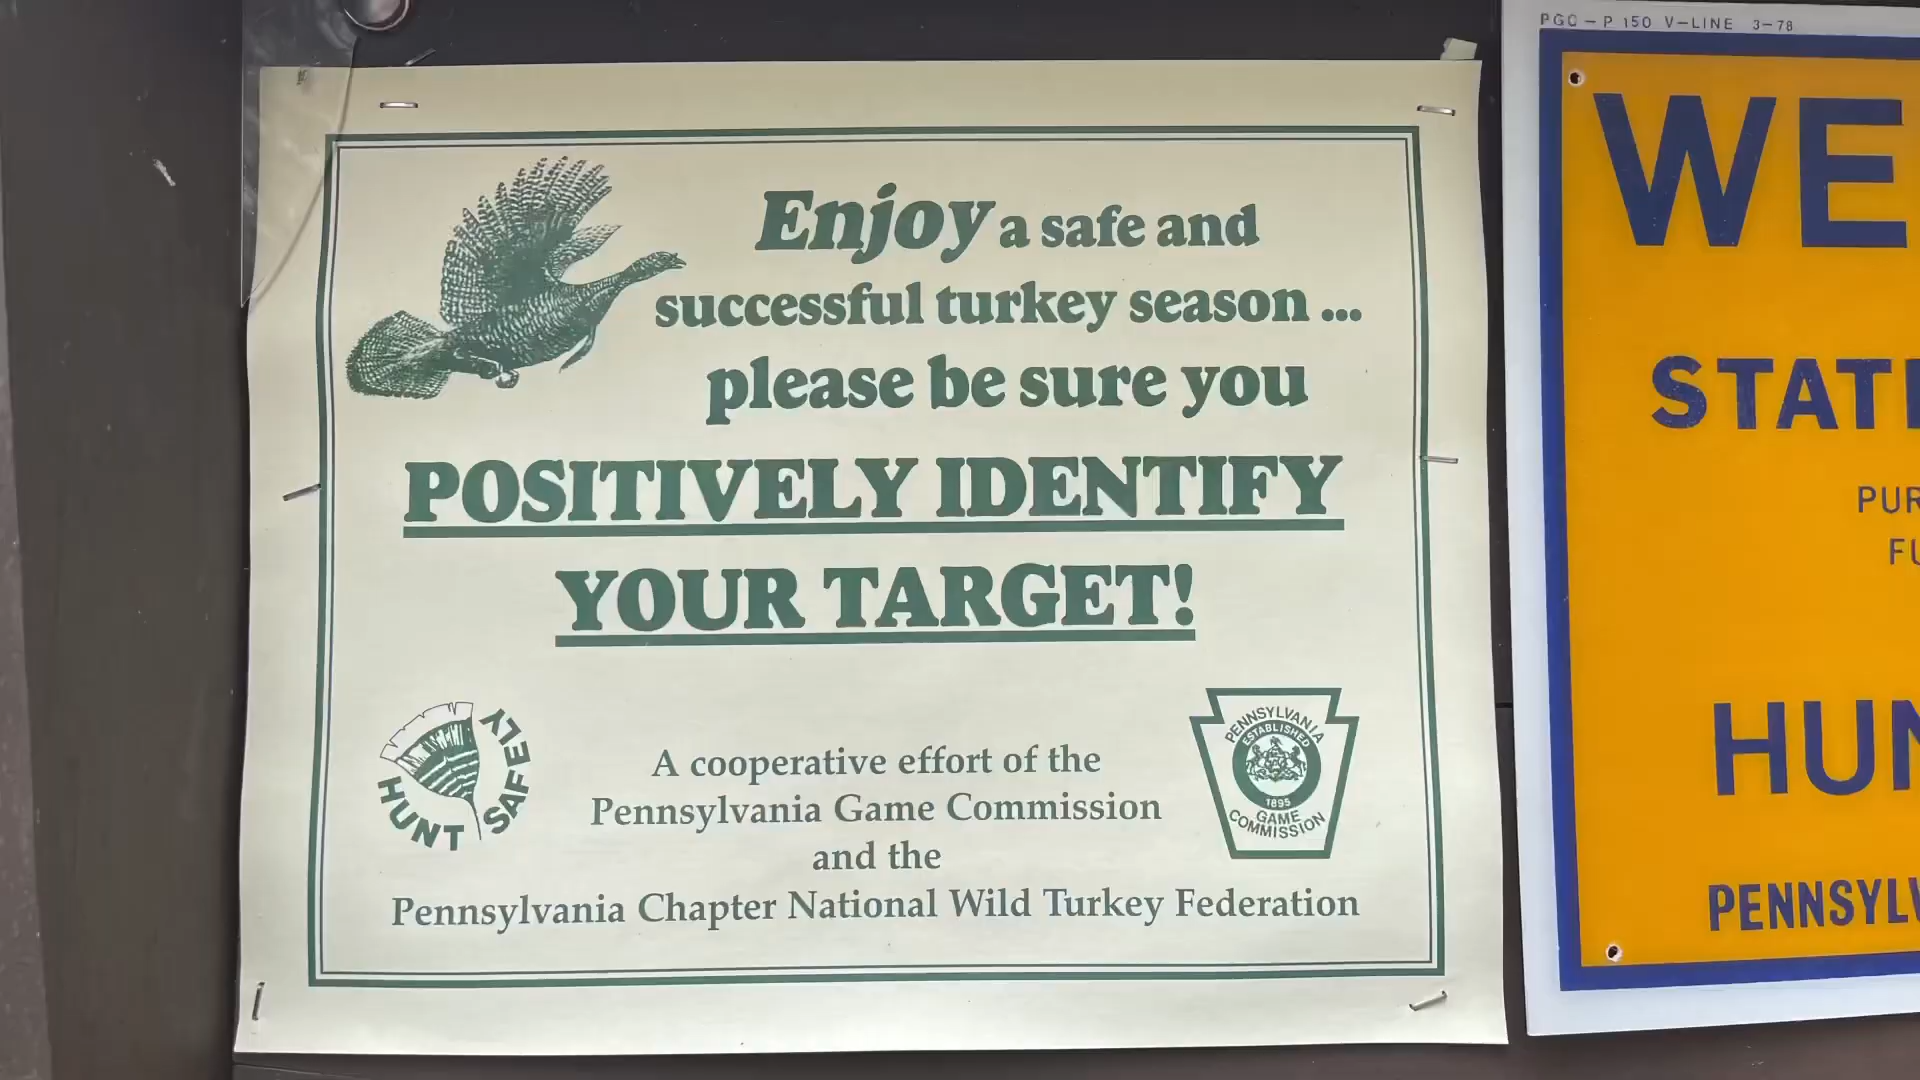 Enjoy a safe and
successful turkey season ...
please be sure you
POSITIVELY IDENTIFY
YOUR TARGET!
HUNT SAFELY
A cooperative effort of the
Pennsylvania Game Commission
and the
Pennsylvania Chapter National Wild Turkey Federation
PENNSYLVANIA
ESTABLISHED
1895
GAME
COMMISSION
PGC-P 150 V-LINE 3-78
WE
STAT
PUR
FU
HUN
PENNSYLV